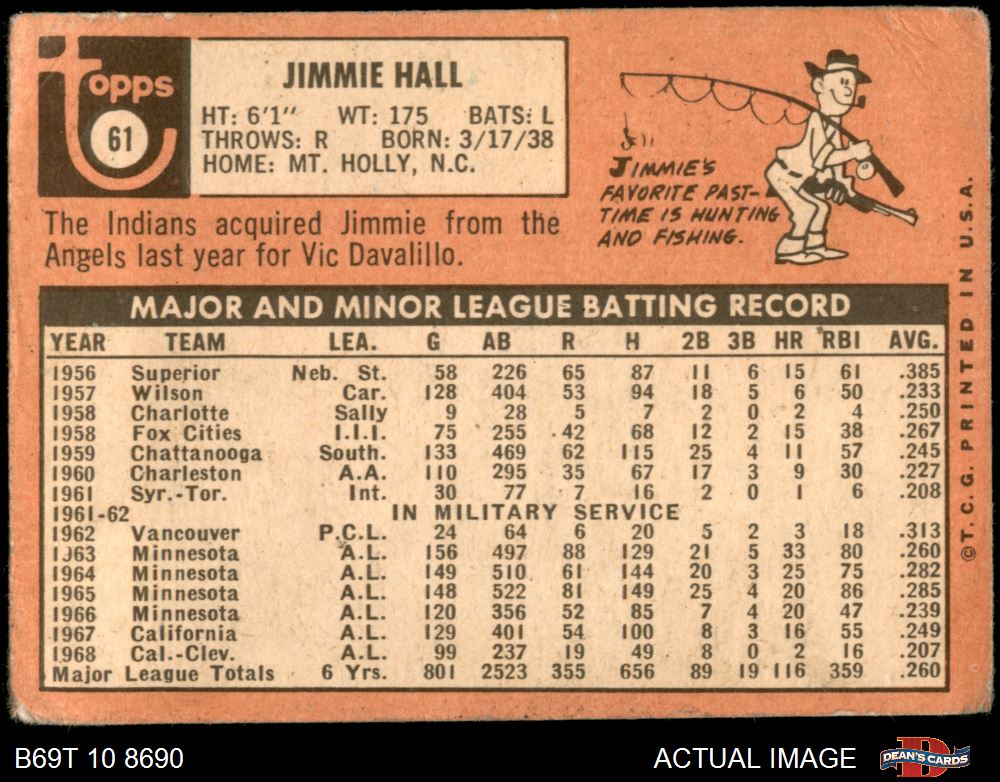 Topps
61
JIMMIE HALL
HT: 6'1" WT: 175 BATS: L
THROWS: R BORN: 3/17/38
HOME: MT. HOLLY, N.C.
The Indians acquired Jimmie from the
Angels last year for Vic Davalillo.
JIMMIE'S
FAVORITE PAST-
TIME IS HUNTING
AND FISHING.
MAJOR AND MINOR LEAGUE BATTING RECORD
YEAR TEAM LEA. G AB R H 2B 3B HR RBI AVG.
1956 Superior Neb. St. 58 226 65 87 11 6 15 61 .385
1957 Wilson Car. 128 404 53 94 18 5 6 50 .233
1958 Charlotte Sally 9 28 5 7 2 0 2 4 .250
1958 Fox Cities I.I.I. 75 255 42 68 12 2 15 38 .267
1959 Chattanooga South. 133 469 62 115 25 4 11 57 .245
1960 Charleston A.A. 110 295 35 67 17 3 9 30 .227
1961 Syr.-Tor. Int. 30 77 7 16 2 0 1 6 .208
1961-62 IN MILITARY SERVICE
1962 Vancouver P.C.L. 24 64 6 20 5 2 3 18 .313
1963 Minnesota A.L. 156 497 88 129 21 5 33 80 .260
1964 Minnesota A.L. 149 510 61 144 20 3 25 75 .282
1965 Minnesota A.L. 148 522 81 149 25 4 20 86 .285
1966 Minnesota A.L. 120 356 52 85 7 4 20 47 .239
1967 California A.L. 129 401 54 100 8 3 16 55 .249
1968 Cal.-Clev. A.L. 99 237 19 49 8 0 2 16 .207
Major League Totals 6 Yrs. 801 2523 355 656 89 19 116 359 .260
©T.C.G. PRINTED IN U.S.A.
B69T 10 8690
ACTUAL IMAGE
DEAN'S CARDS